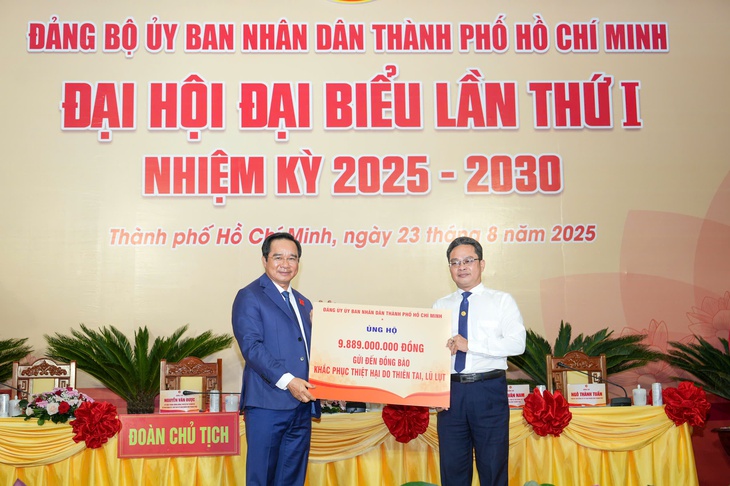 ĐẢNG BỘ ỦY BAN NHÂN DÂN THÀNH PHỐ HỒ CHÍ MINH
ĐẠI HỘI ĐẠI BIỂU LẦN THỨ I
NHIỆM KỲ 2025 - 2030
Thành phố Hồ Chí Minh, ngày 23 tháng 8 năm 2025
ĐẢNG ỦY ỦY BAN NHÂN DÂN THÀNH PHỐ HỒ CHÍ MINH
ỦNG HỘ
9.889.000.000 ĐỒNG
GỬI ĐẾN ĐỒNG BÀO
KHẮC PHỤC THIỆT HẠI DO THIÊN TAI, LŨ LỤT
NGUYỄN VĂN ĐƯỢC
NAM
NGÔ THÀNH TUẤN
ĐOÀN CHỦ TỊCH